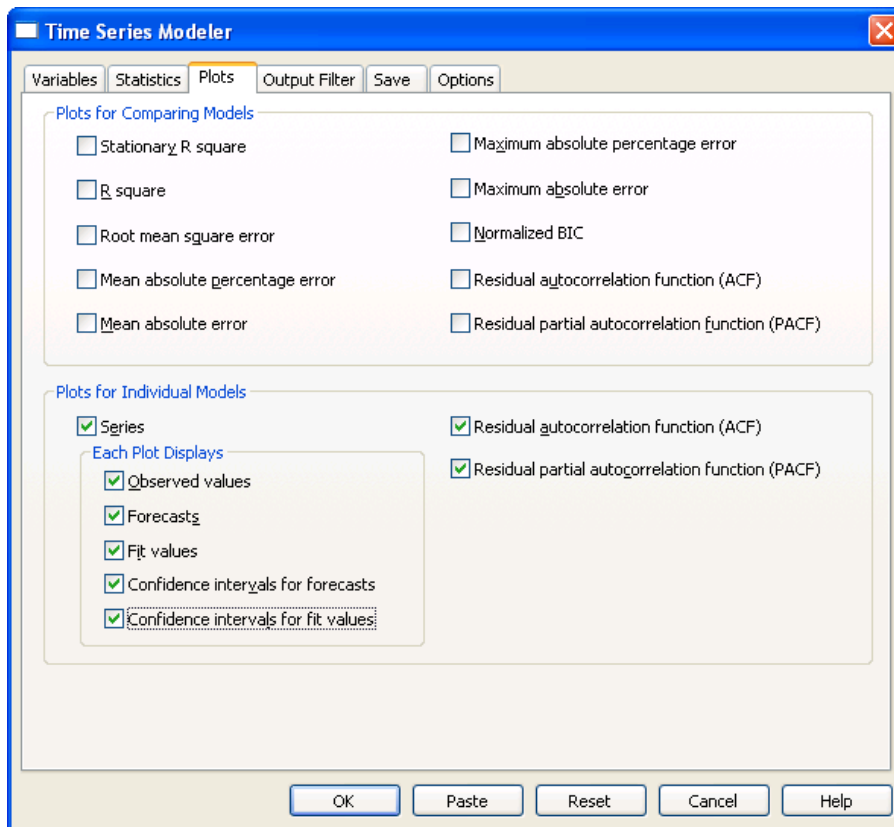 Time Series Modeler
Variables Statistics Plots Output Filter Save Options
Plots for Comparing Models
Stationary R square
R square
Root mean square error
Mean absolute percentage error
Mean absolute error
Maximum absolute percentage error
Maximum absolute error
Normalized BIC
Residual autocorrelation function (ACF)
Residual partial autocorrelation function (PACF)
Plots for Individual Models
Series
Each Plot Displays
Observed values
Forecasts
Fit values
Confidence intervals for forecasts
Confidence intervals for fit values
Residual autocorrelation function (ACF)
Residual partial autocorrelation function (PACF)
OK Paste Reset Cancel Help